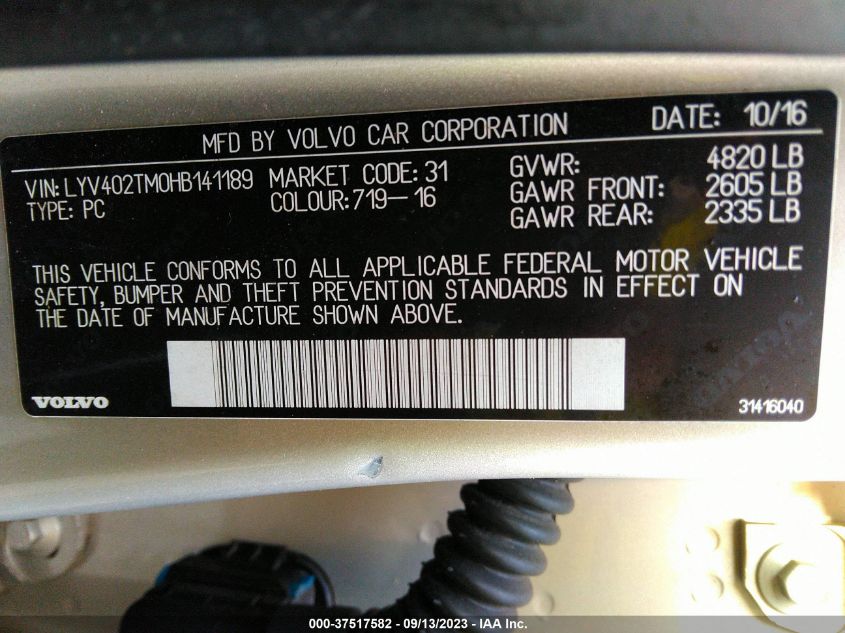 MFD BY VOLVO CAR CORPORATION DATE: 10/16
VIN: LYV402TM0HB141189 MARKET CODE: 31 GVWR: 4820 LB
TYPE: PC COLOUR: 719-16 GAWR FRONT: 2605 LB
GAWR REAR: 2335 LB
THIS VEHICLE CONFORMS TO ALL APPLICABLE FEDERAL MOTOR VEHICLE
SAFETY, BUMPER AND THEFT PREVENTION STANDARDS IN EFFECT ON
THE DATE OF MANUFACTURE SHOWN ABOVE.
VOLVO 31416040
000-37517582 - 09/13/2023 - IAA Inc.